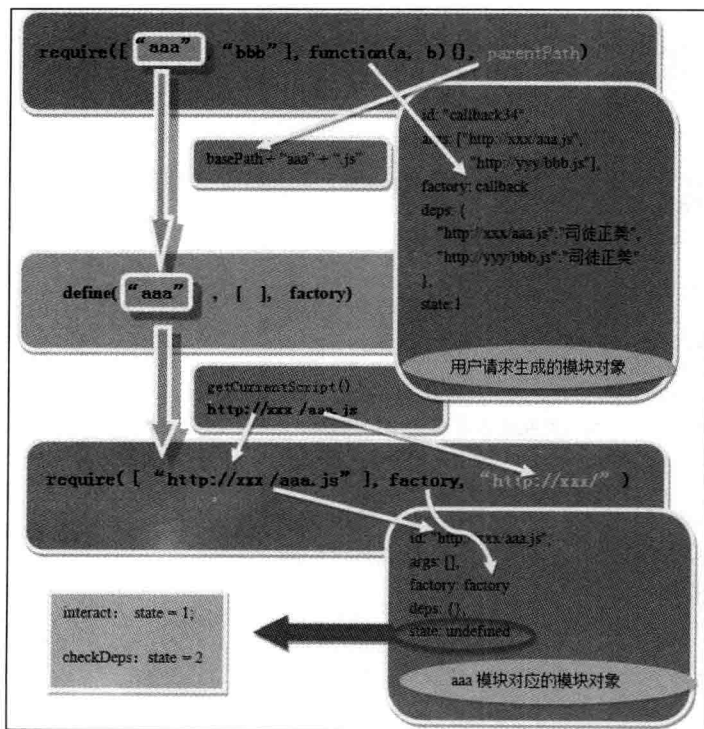 require([ "aaa" , "bbb" ], function(a, b) {}, parentPath)
id: "callback34",
args: ["http://xxx/aaa.js",
"http://yyy/bbb.js"],
factory: callback
deps: {
"http://xxx/aaa.js":"司徒正美",
"http://yyy/bbb.js":"司徒正美"
},
state:1
用户请求生成的模块对象
basePath + "aaa" + ".js"
define( "aaa" , [ ], factory)
getCurrentScript()
http://xxx /aaa.js
require( [ "http://xxx /aaa.js" ], factory, "http://xxx/" )
id: "http://xxx/aaa.js",
args: [],
factory: factory
deps: {},
state: undefined
aaa 模块对应的模块对象
interact: state = 1;
checkDeps: state = 2